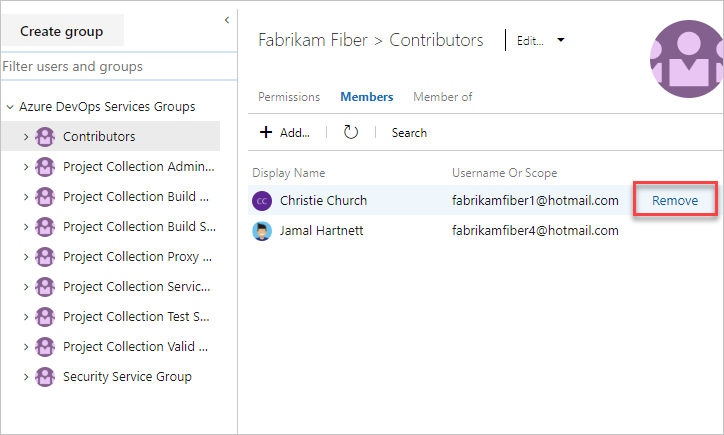 Create group
Filter users and groups
Azure DevOps Services Groups
Contributors
Project Collection Admin...
Project Collection Build ...
Project Collection Build S...
Project Collection Proxy ...
Project Collection Servic...
Project Collection Test S...
Project Collection Valid ...
Security Service Group
Fabrikam Fiber > Contributors Edit...
Permissions Members Member of
+ Add... Search
Display Name Username Or Scope
CC Christie Church fabrikamfiber1@hotmail.com Remove
Jamal Hartnett fabrikamfiber4@hotmail.com